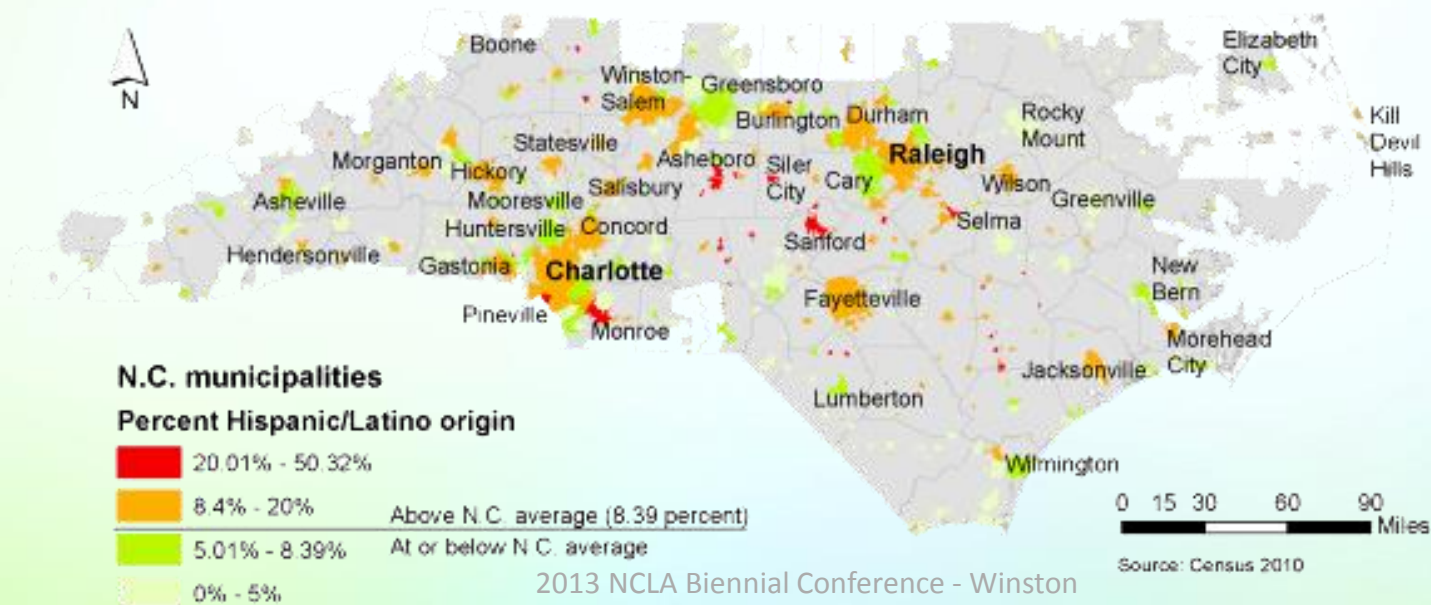 Boone
Elizabeth
City
N
Winston-
Salem
Greensboro
Burlington
Durham
Rocky
Mount
Kill
Devil
Hills
Statesville
Morganton
Hickory
Asheboro
Siler
City
Raleigh
Cary
Wilson
Greenville
Asheville
Mooresville
Salisbury
Selma
Huntersville
Concord
Sanford
Hendersonville
Gastonia
Charlotte
New
Bern
Fayetteville
Pineville
Monroe
Morehead
City
Jacksonville
Lumberton
Wilmington
N.C. municipalities
Percent Hispanic/Latino origin
20.01% - 50.32%
8.4% - 20%
Above N.C. average (8.39 percent)
5.01% - 8.39%
At or below N.C. average
0% - 5%
0 15 30 60 90
Miles
Source: Census 2010
2013 NCLA Biennial Conference - Winston